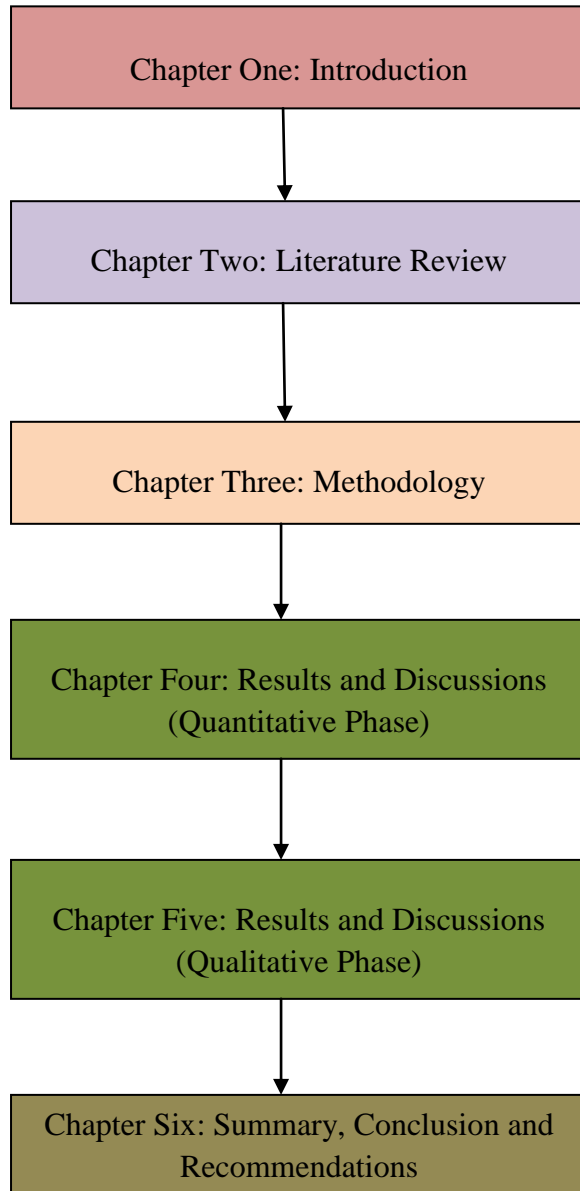 Chapter One: Introduction
Chapter Two: Literature Review
Chapter Three: Methodology
Chapter Four: Results and Discussions
(Quantitative Phase)
Chapter Five: Results and Discussions
(Qualitative Phase)
Chapter Six: Summary, Conclusion and
Recommendations